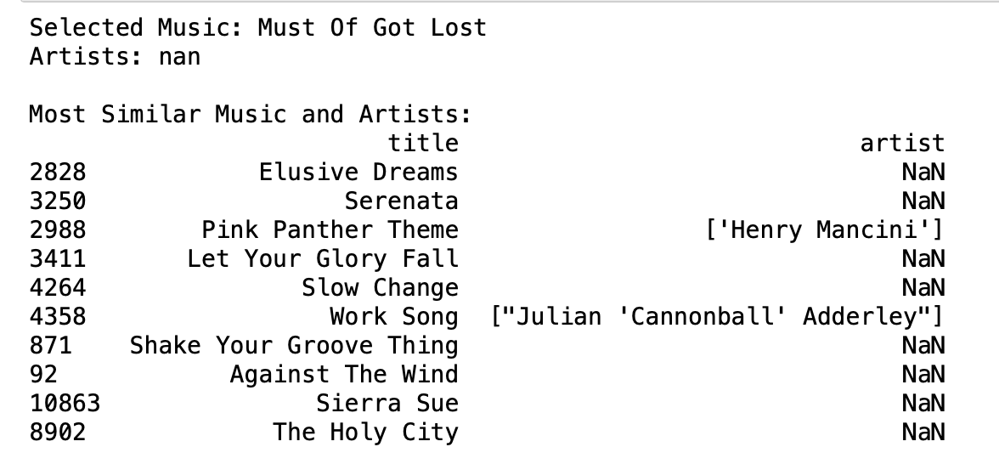 Selected Music: Must Of Got Lost
Artists: nan
Most Similar Music and Artists:
title artist
2828 Elusive Dreams NaN
3250 Serenata NaN
2988 Pink Panther Theme ['Henry Mancini']
3411 Let Your Glory Fall NaN
4264 Slow Change NaN
4358 Work Song ["Julian 'Cannonball' Adderley"]
871 Shake Your Groove Thing NaN
92 Against The Wind NaN
10863 Sierra Sue NaN
8902 The Holy City NaN